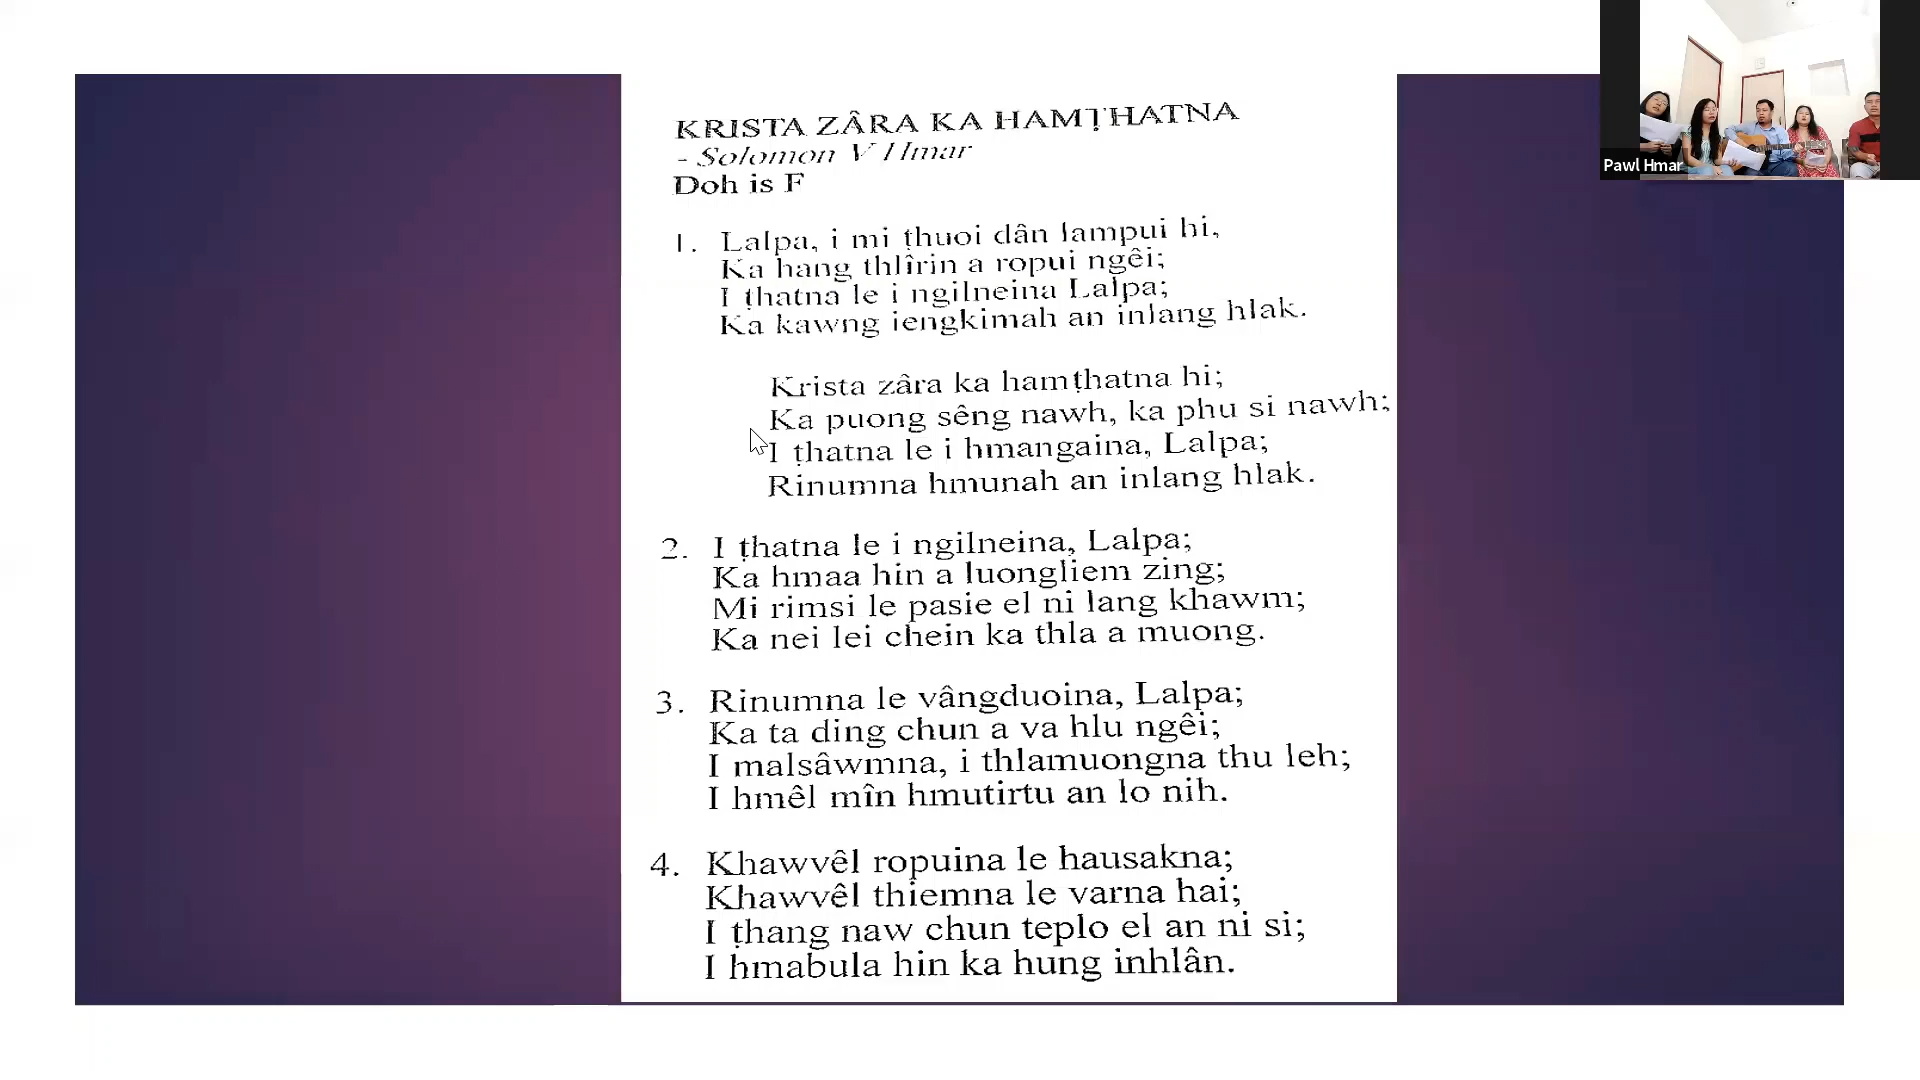 KRISTA ZÂRA KA HAMṬHATNA
- Solomon V Hmar
Doh is F
1. Lalpa, i mi ṭhuoi dân lampui hi,
Ka hang thlîrin a ropui ngêi;
I ṭhatna le i ngilneina Lalpa;
Ka kawng iengkimah an inlang hlak.
Krista zâra ka hamṭhatna hi;
Ka puong sêng nawh, ka phu si nawh;
I ṭhatna le i hmangaina, Lalpa;
Rinumna hmunah an inlang hlak.
2. I ṭhatna le i ngilneina, Lalpa;
Ka hmaa hin a luongliem zing;
Mi rimsi le pasie el ni lang khawm;
Ka nei lei chein ka thla a muong.
3. Rinumna le vângduoina, Lalpa;
Ka ta ding chun a va hlu ngêi;
I malsâwmna, i thlamuongna thu leh;
I hmêl mîn hmutirtu an lo nih.
4. Khawvêl ropuina le hausakna;
Khawvêl thiemna le varna hai;
I ṭhang naw chun teplo el an ni si;
I hmabula hin ka hung inhlân.
Pawl Hmar